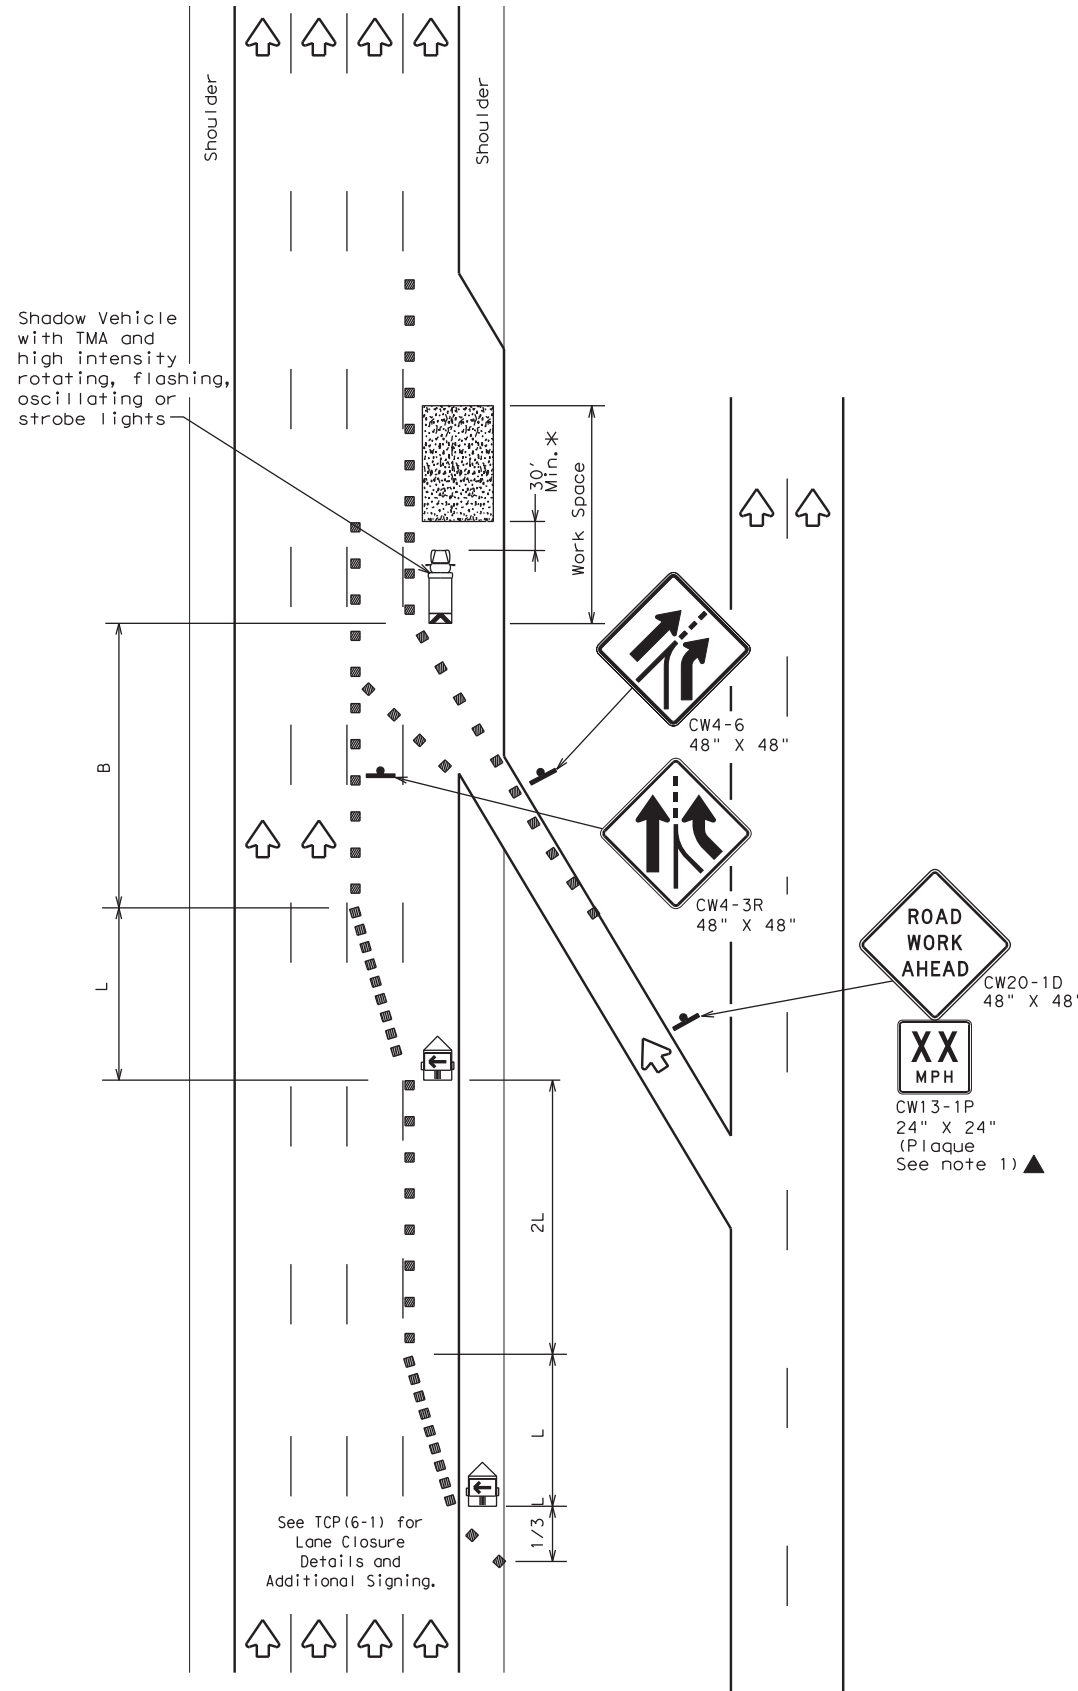 Shoulder
Shoulder
Shadow Vehicle
with TMA and
high intensity
rotating, flashing,
oscillating or
strobe lights
30'
Min.*
Work Space
CW4-6
48" X 48"
B
CW4-3R
48" X 48"
ROAD
WORK
AHEAD
CW20-1D
48" X 48"
XX
MPH
CW13-1P
24" X 24"
(Plaque
See note 1)▲
L
2L
L
1/3 L
See TCP(6-1) for
Lane Closure
Details and
Additional Signing.